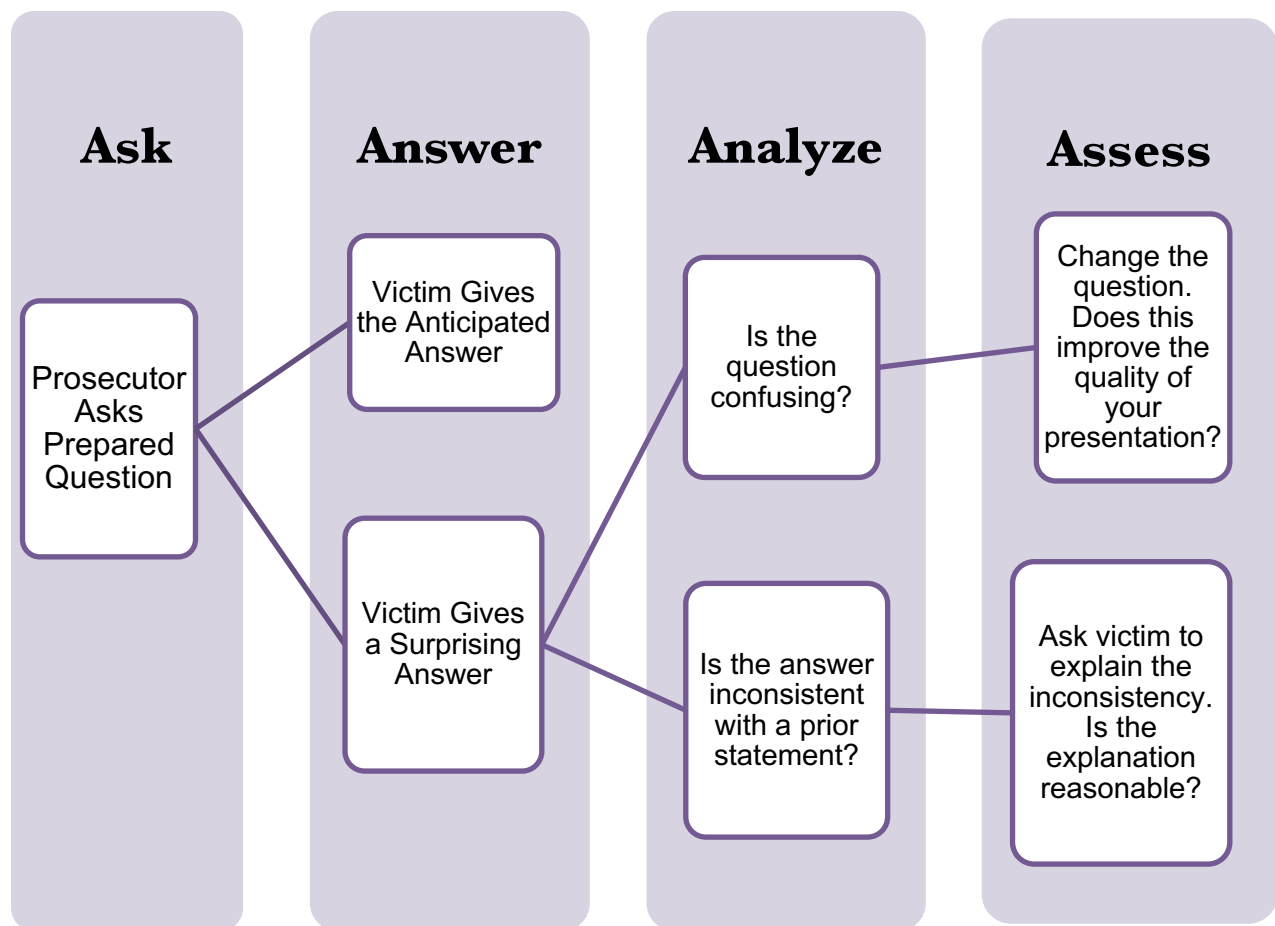 Ask
Prosecutor
Asks
Prepared
Question
Answer
Victim Gives
the Anticipated
Answer
Victim Gives
a Surprising
Answer
Analyze
Is the
question
confusing?
Is the answer
inconsistent
with a prior
statement?
Assess
Change the
question.
Does this
improve the
quality of
your
presentation?
Ask victim to
explain the
inconsistency.
Is the
explanation
reasonable?